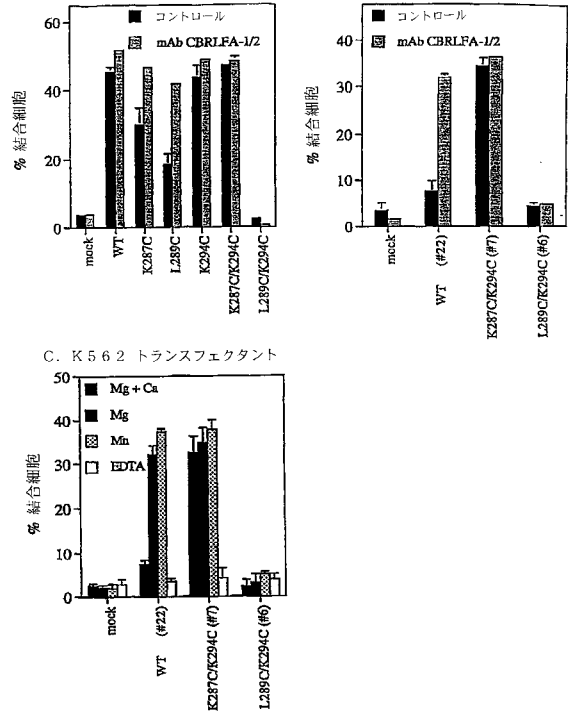 60
40
20
0
% 結合細胞
コントロール
mAb CBRLFA-1/2
mock
WT
K287C
L289C
K294C
K287C/K294C
L289C/K294C
40
30
20
10
0
% 結合細胞
コントロール
mAb CBRLFA-1/2
mock
WT (#22)
K287C/K294C (#7)
L289C/K294C (#6)
C. K562 トランスフェクタント
50
40
30
20
10
0
% 結合細胞
Mg + Ca
Mg
Mn
EDTA
mock
WT (#22)
K287C/K294C (#7)
L289C/K294C (#6)